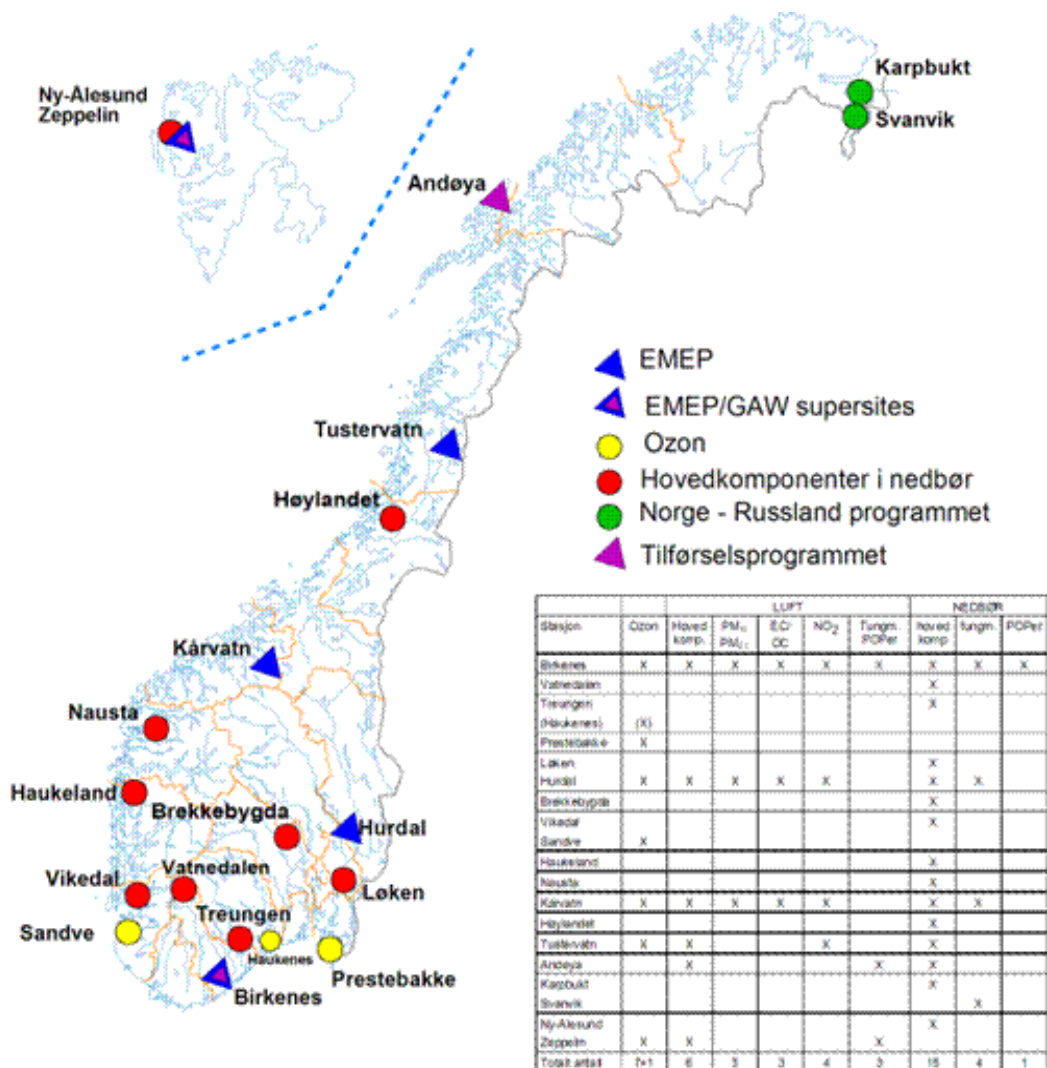 Karpbukt
Ny-Ålesund
Zeppelin
Svanvik
Andøya
EMEP
EMEP/GAW supersites
Tustervatn
Ozon
Høylandet
Hovedkomponenter i nedbør
Norge - Russland programmet
Tilførselsprogrammet
Kårvatn
Nausta
Haukeland
Brekkebygda
Hurdal
Vikedal
Vatnedalen
Løken
Treungen
Sandve
Haukenes
Prestebakke
Birkenes
LUFT NEDBØR
Stasjon Ozon Hoved komp. PM₁₀ EC/ OC NO₂ Tungm. POPer hoved komp tungm. POPer
Birkenes X X X X X X X X X
Vatnedalen X
Treungen X
(Haukenes) (X)
Prestebakke X
Løken X
Hurdal X X X X X X X
Brekkebygda X
Vikedal X
Sandve X
Haukeland X
Nausta X
Kårvatn X X X X X X X
Høylandet X
Tustervatn X X X X
Andøya X X X
Karpbukt X
Svanvik X
Ny-Ålesund X
Zeppelin X X X
Totalt antall 7+1 6 3 3 4 3 15 4 1